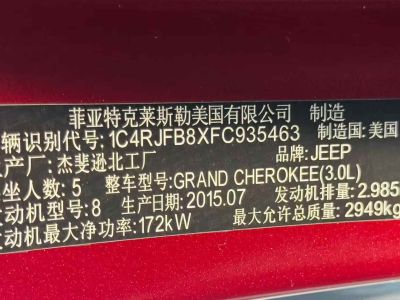 菲亚特克莱斯勒美国有限公司 制造
辆识别代号:1C4RJFB8XFC935463 制造国:美国
产厂:杰斐逊北工厂 品牌:JEEP
坐人数:5 整车型号:GRAND CHEROKEE(3.0L)
动机型号:8 生产日期:2015.07 发动机排量:2.985
动机最大净功率:172kW 最大允许总质量:2949kg